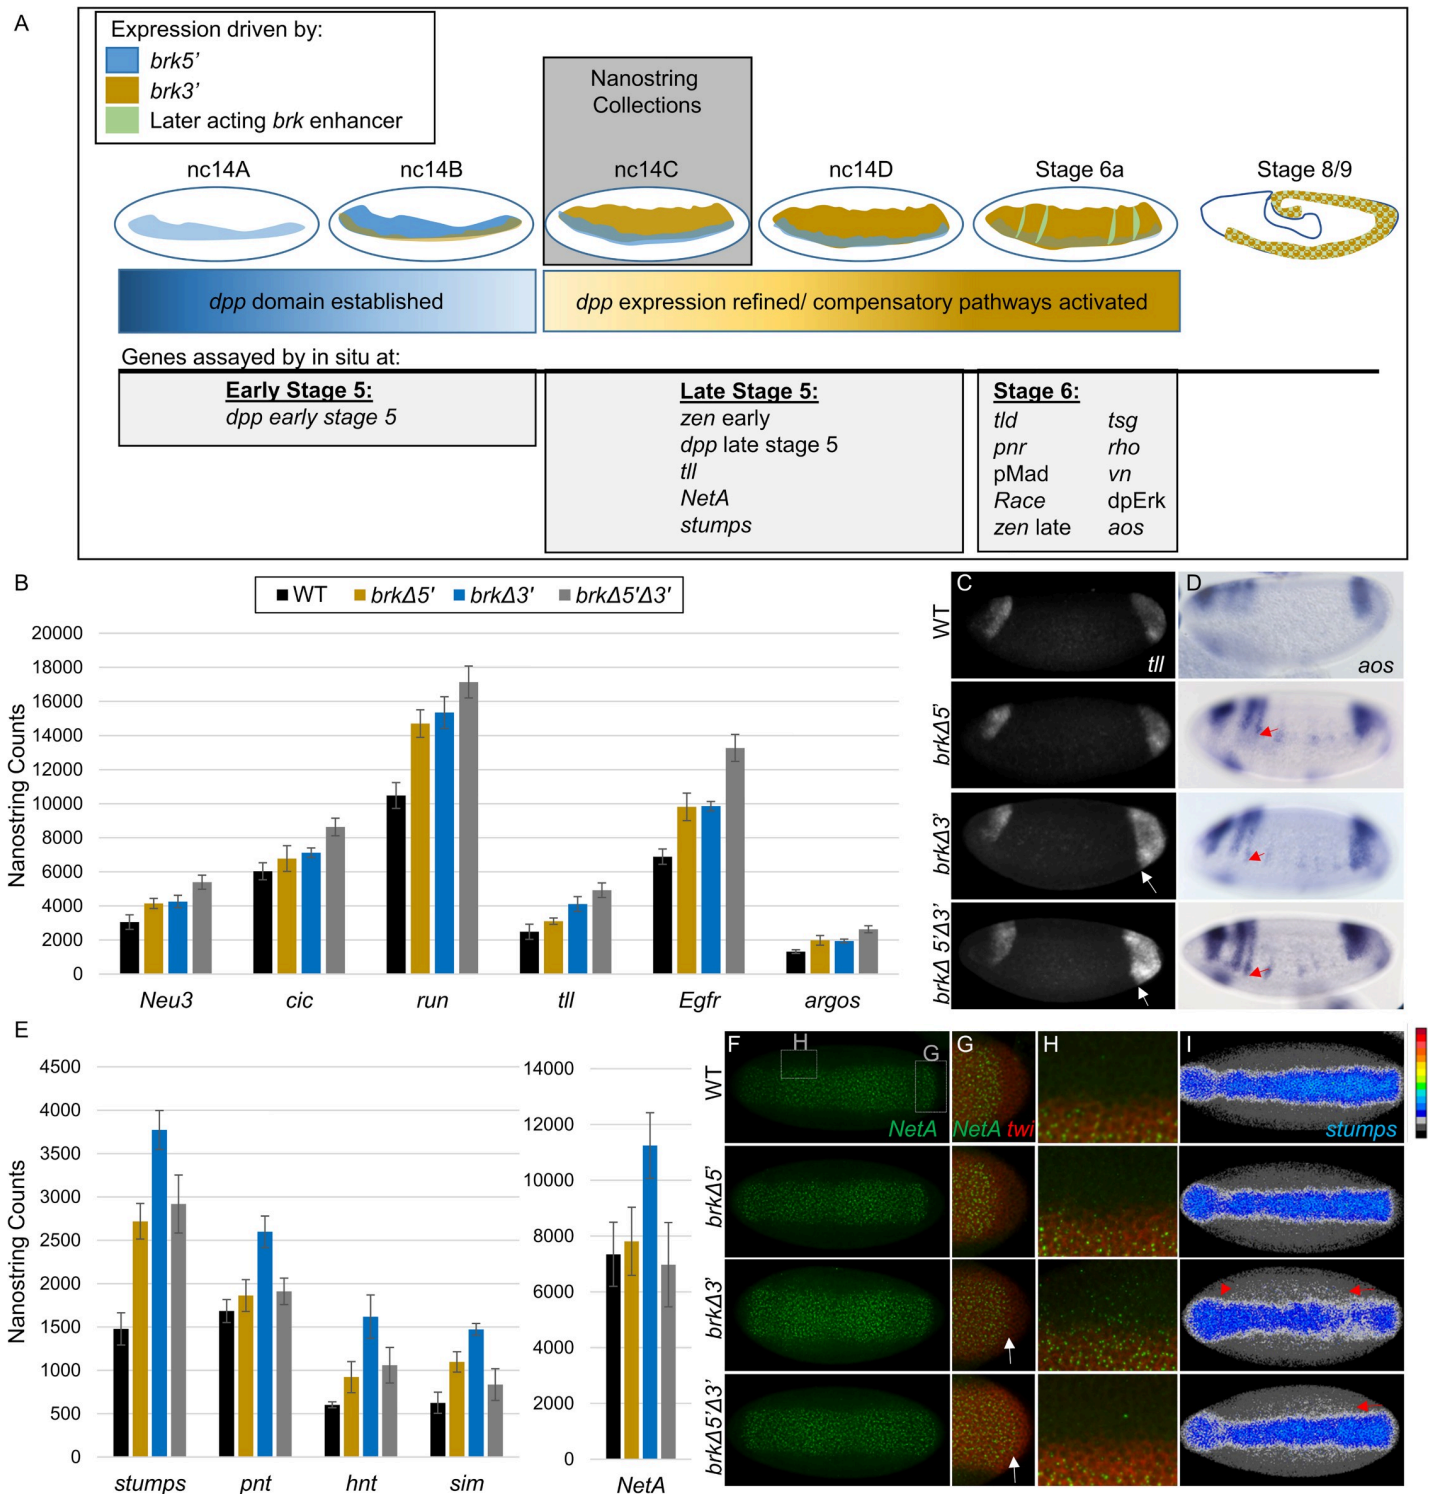 A
Expression driven by:
brk5’
brk3’
Later acting brk enhancer
Nanostring
Collections
nc14A
nc14B
nc14C
nc14D
Stage 6a
Stage 8/9
dpp domain established
dpp expression refined/ compensatory pathways activated
Genes assayed by in situ at:
Early Stage 5:
dpp early stage 5
Late Stage 5:
zen early
dpp late stage 5
tll
NetA
stumps
Stage 6:
tld tsg
pnr rho
pMad vn
Race dpErk
zen late aos
B
WT brkΔ5’ brkΔ3’ brkΔ5’Δ3’
Nanostring Counts
20000
18000
16000
14000
12000
10000
8000
6000
4000
2000
0
Neu3 cic run tll Egfr argos
C
D
WT
tll
aos
brkΔ5’
brkΔ3’
brkΔ 5’Δ3’
E
Nanostring Counts
4500
4000
3500
3000
2500
2000
1500
1000
500
0
stumps pnt hnt sim
14000
12000
10000
8000
6000
4000
2000
0
NetA
F
H
G
G
H
I
WT
NetA
NetA twi
stumps
brkΔ5’
brkΔ3’
brkΔ5’Δ3’